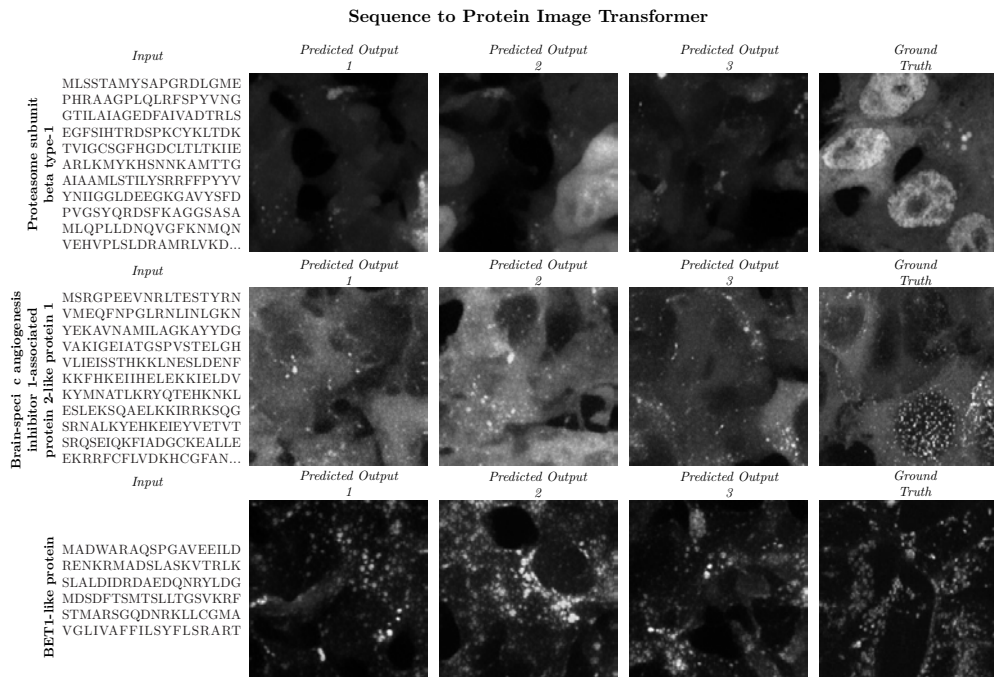 Sequence to Protein Image Transformer
Input
Predicted Output
1
Predicted Output
2
Predicted Output
3
Ground
Truth
Proteasome subunit
beta type-1
MLSSTAMYSAPGRDLGME
PHRAAGPLQLRFSPYVNG
GTILAIAGEDFAIVADTRLS
EGFSIHTRDSPKCYKLTDK
TVIGCSGFHGDCLTLTKIIE
ARLKMYKHSNNKAMTTG
AIAAMLSTILYSRRFFPYYV
YNIIGGLDEEGKGAVYSFD
PVGSYQRDSFKAGGSASA
MLQPLLDNQVGFKNMQN
VEHVPLSLDRAMRLVKD...
Input
Predicted Output
1
Predicted Output
2
Predicted Output
3
Ground
Truth
Brain-speci c angiogenesis
inhibitor 1-associated
protein 2-like protein 1
MSRGPEEVNRLTESTYRN
VMEQFNPGLRNLINLGKN
YEKAVNAMILAGKAYYDG
VAKIGEIATGSPVSTELGH
VLIEISSTHKKLNESLDENF
KKFHKEIIHELEKKIELDV
KYMNATLKRYQTEHKNKL
ESLEKSQAELKKIRRKSQG
SRNALKYEHKEIEYVETVT
SRQSEIQKFIADGCKEALLE
EKRRFCFLVDKHCGFAN...
Input
Predicted Output
1
Predicted Output
2
Predicted Output
3
Ground
Truth
BET1-like protein
MADWARAQSPGAVEEILD
RENKRMADSLASKVTRLK
SLALDIDRDAEDQNRYLDG
MDSDFTSMTSLLTGSVKRF
STMARSGQDNRKLLCGMA
VGLIVAFFILSYFLSRART